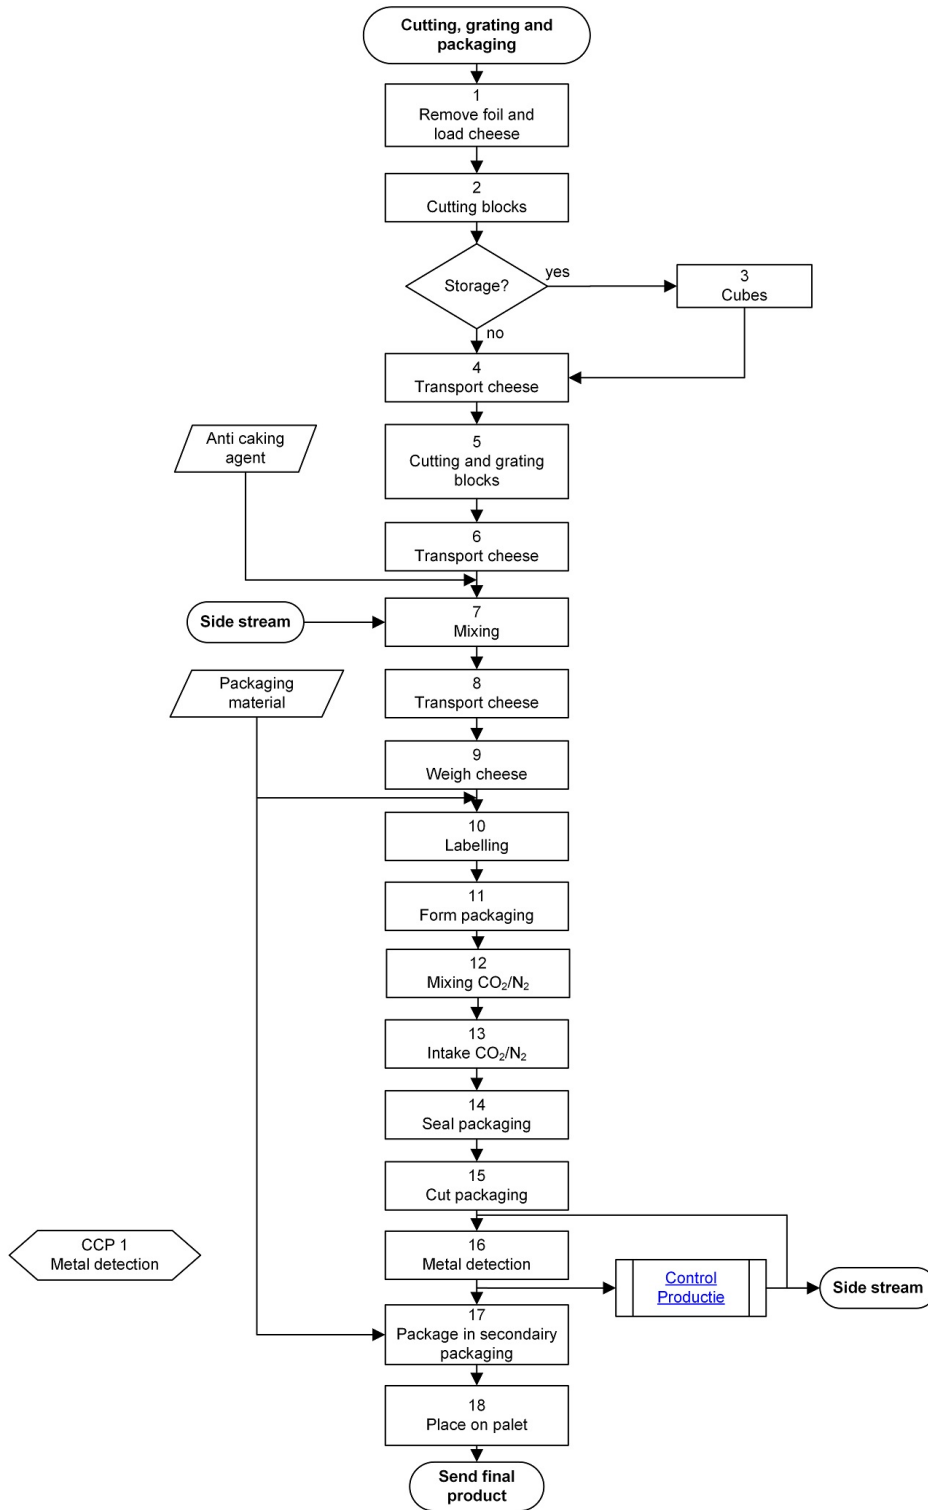 Cutting, grating and
packaging
1
Remove foil and
load cheese
2
Cutting blocks
Storage?
yes
no
3
Cubes
4
Transport cheese
Anti caking
agent
5
Cutting and grating
blocks
6
Transport cheese
Side stream
7
Mixing
Packaging
material
8
Transport cheese
9
Weigh cheese
10
Labelling
11
Form packaging
12
Mixing CO₂/N₂
13
Intake CO₂/N₂
14
Seal packaging
15
Cut packaging
CCP 1
Metal detection
16
Metal detection
Control
Productie
Side stream
17
Package in secondairy
packaging
18
Place on palet
Send final
product